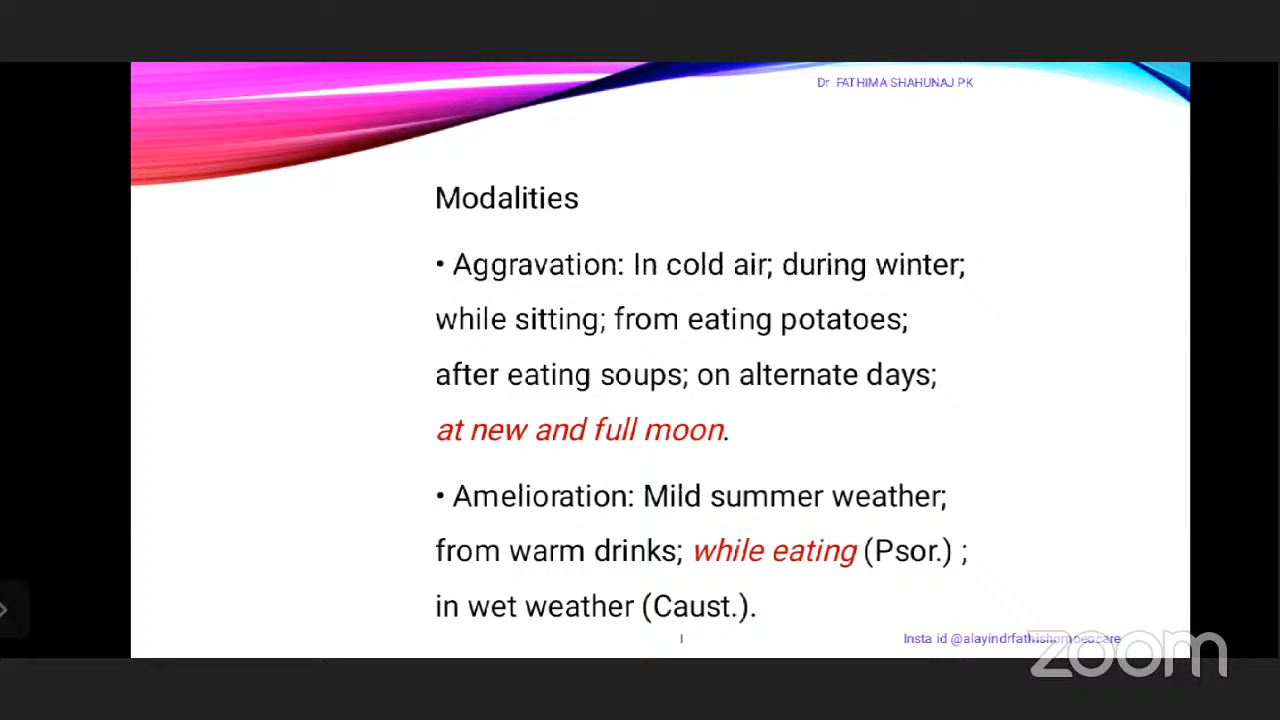 Dr FATHIMA SHAHUNAJ PK
Modalities
• Aggravation: In cold air; during winter;
while sitting; from eating potatoes;
after eating soups; on alternate days;
at new and full moon.
• Amelioration: Mild summer weather;
from warm drinks; while eating (Psor.) ;
in wet weather (Caust.).
Insta id @alayindrfathishomoeocare
zoom